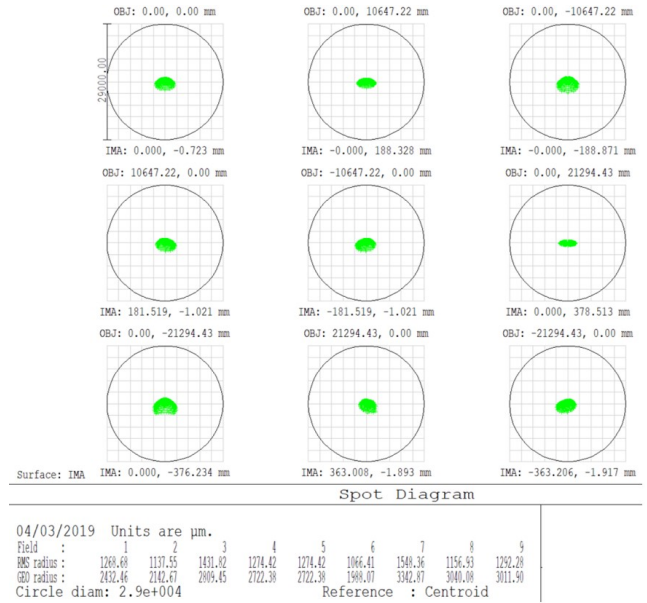 OBJ: 0.00, 0.00 mm OBJ: 0.00, 10647.22 mm OBJ: 0.00, -10647.22 mm
29000.00
IMA: 0.000, -0.723 mm IMA: -0.000, 188.328 mm IMA: -0.000, -188.871 mm
OBJ: 10647.22, 0.00 mm OBJ: -10647.22, 0.00 mm OBJ: 0.00, 21294.43 mm
IMA: 181.519, -1.021 mm IMA: -181.519, -1.021 mm IMA: 0.000, 378.513 mm
OBJ: 0.00, -21294.43 mm OBJ: 21294.43, 0.00 mm OBJ: -21294.43, 0.00 mm
Surface: IMA IMA: 0.000, -376.234 mm IMA: 363.008, -1.893 mm IMA: -363.206, -1.917 mm
Spot Diagram
04/03/2019 Units are µm.
Field : 1 2 3 4 5 6 7 8 9
RMS radius : 1268.68 1137.55 1431.82 1274.42 1274.42 1066.41 1548.36 1156.93 1292.28
GEO radius : 2432.46 2142.67 2809.45 2722.38 2722.38 1988.07 3342.87 3040.08 3011.90
Circle diam: 2.9e+004 Reference : Centroid